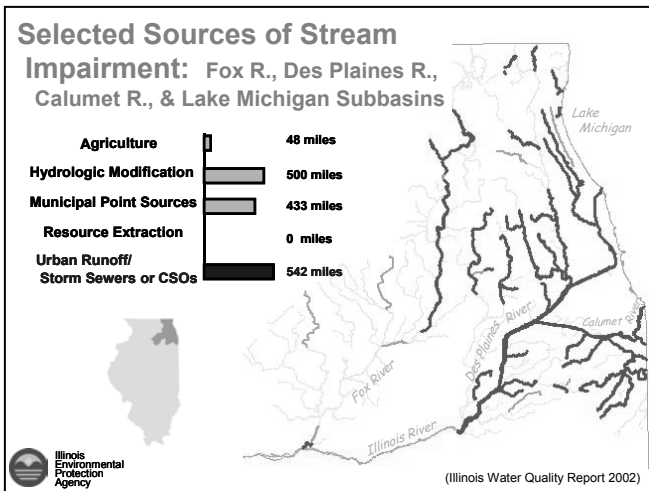 Selected Sources of Stream
Impairment: Fox R., Des Plaines R.,
Calumet R., & Lake Michigan Subbasins
Agriculture 48 miles
Hydrologic Modification 500 miles
Municipal Point Sources 433 miles
Resource Extraction 0 miles
Urban Runoff/
Storm Sewers or CSOs 542 miles
Lake
Michigan
Calumet River
Des Plaines River
Fox River
Illinois River
Illinois
Environmental
Protection
Agency
(Illinois Water Quality Report 2002)